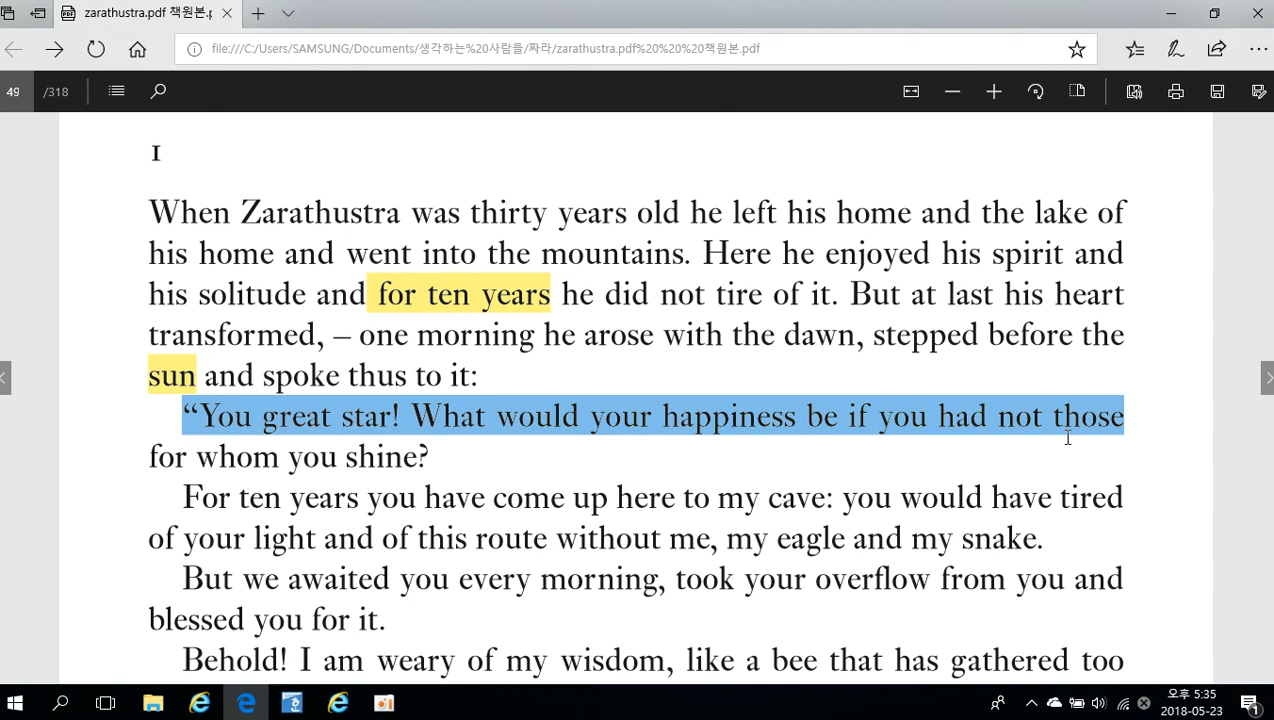 zarathustra.pdf 책원본.p
file:///C:/Users/SAMSUNG/Documents/생각하는%20사람들/짜라/zarathustra.pdf%20%20%20책원본.pdf
49 /318
I
When Zarathustra was thirty years old he left his home and the lake of
his home and went into the mountains. Here he enjoyed his spirit and
his solitude and for ten years he did not tire of it. But at last his heart
transformed, – one morning he arose with the dawn, stepped before the
sun and spoke thus to it:
“You great star! What would your happiness be if you had not those
for whom you shine?
For ten years you have come up here to my cave: you would have tired
of your light and of this route without me, my eagle and my snake.
But we awaited you every morning, took your overflow from you and
blessed you for it.
Behold! I am weary of my wisdom, like a bee that has gathered too
오후 5:35
2018-05-23
1